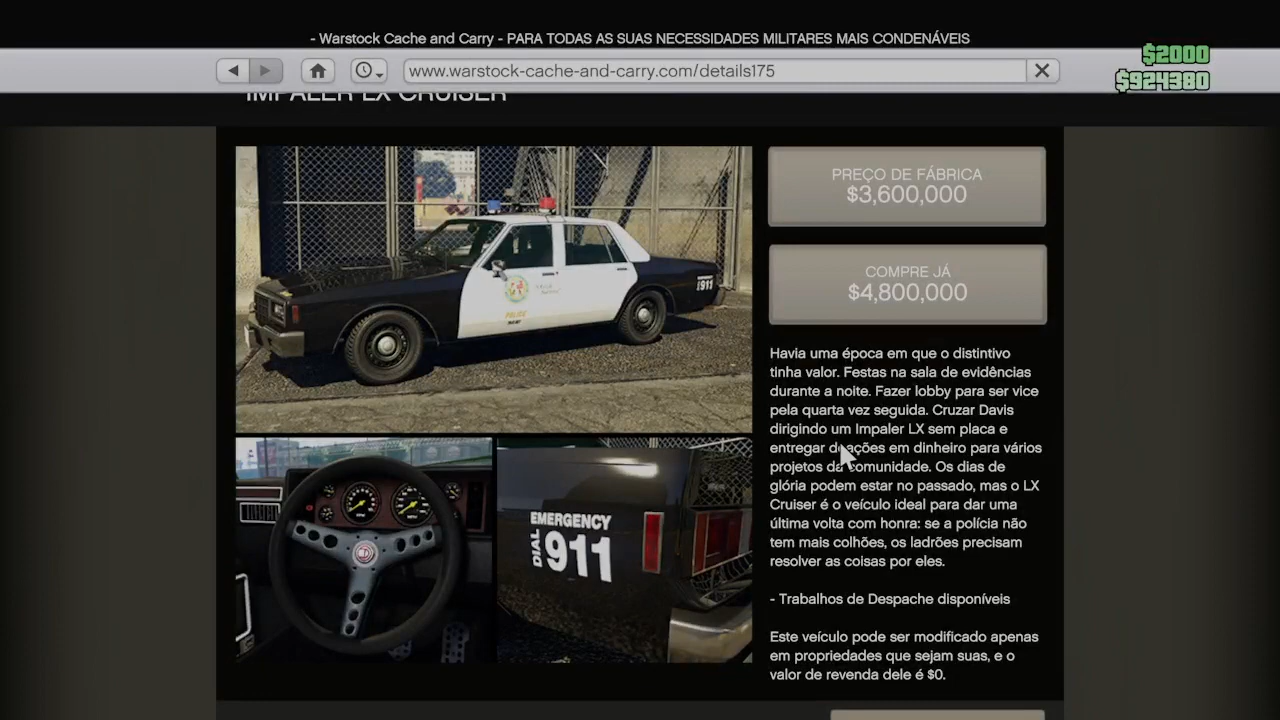 - Warstock Cache and Carry - PARA TODAS AS SUAS NECESSIDADES MILITARES MAIS CONDENÁVEIS
$2000
www.warstock-cache-and-carry.com/details175
$924380
IMPALER LX CRUISER
PREÇO DE FÁBRICA
$3,600,000
COMPRE JÁ
$4,800,000
Havia uma época em que o distintivo
tinha valor. Festas na sala de evidências
durante a noite. Fazer lobby para ser vice
pela quarta vez seguida. Cruzar Davis
dirigindo um Impaler LX sem placa e
entregar doações em dinheiro para vários
projetos da comunidade. Os dias de
glória podem estar no passado, mas o LX
Cruiser é o veículo ideal para dar uma
última volta com honra: se a polícia não
tem mais colhões, os ladrões precisam
resolver as coisas por eles.
- Trabalhos de Despache disponíveis
Este veículo pode ser modificado apenas
em propriedades que sejam suas, e o
valor de revenda dele é $0.
POLICE
911
EMERGENCY
DIAL 911